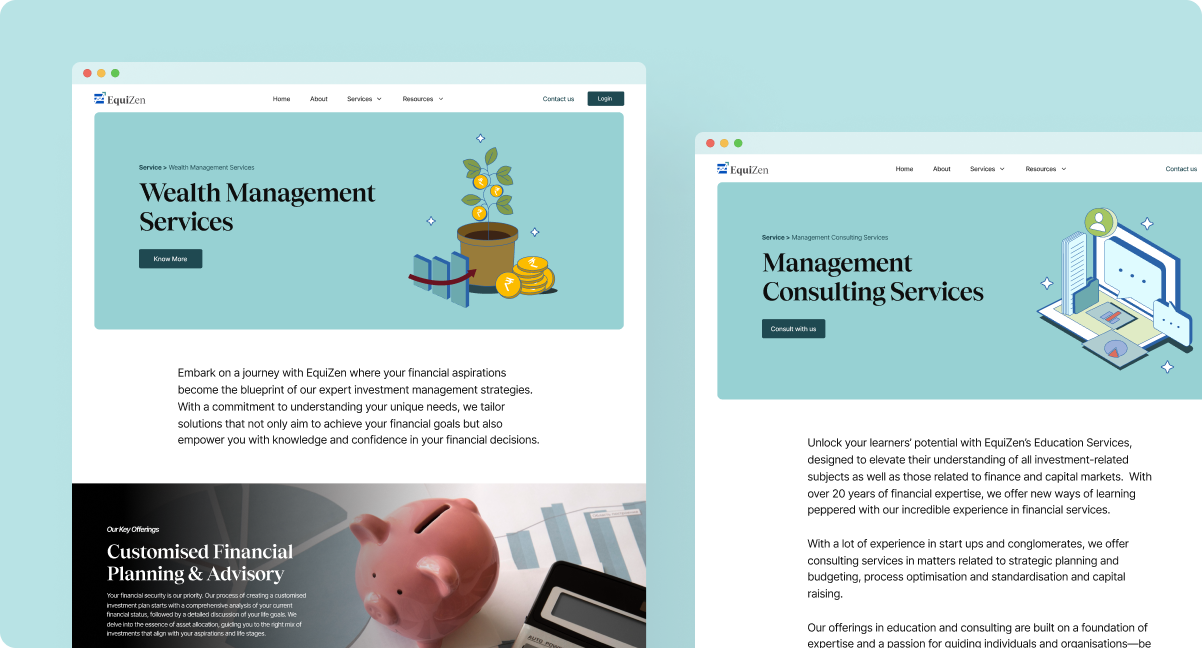 EquiZen
Home About Services Resources Contact us Login
Service > Wealth Management Services
Wealth Management
Services
Know More
Embark on a journey with EquiZen where your financial aspirations
become the blueprint of our expert investment management strategies.
With a commitment to understanding your unique needs, we tailor
solutions that not only aim to achieve your financial goals but also
empower you with knowledge and confidence in your financial decisions.
Our Key Offerings
Customised Financial
Planning & Advisory
Your financial security is our priority. Our process of creating a customised
investment plan starts with a comprehensive analysis of your current
financial status, followed by a detailed discussion of your life goals. We
delve into the essence of asset allocation, guiding you to the right mix of
investments that align with your aspirations and life stages.
EquiZen
Home About Services Resources Contact us
Service > Management Consulting Services
Management
Consulting Services
Consult with us
Unlock your learners' potential with EquiZen's Education Services,
designed to elevate their understanding of all investment-related
subjects as well as those related to finance and capital markets. With
over 20 years of financial expertise, we offer new ways of learning
peppered with our incredible experience in financial services.
With a lot of experience in start ups and conglomerates, we offer
consulting services in matters related to strategic planning and
budgeting, process optimisation and standardisation and capital
raising.
Our offerings in education and consulting are built on a foundation of
expertise and a passion for guiding individuals and organisations—be